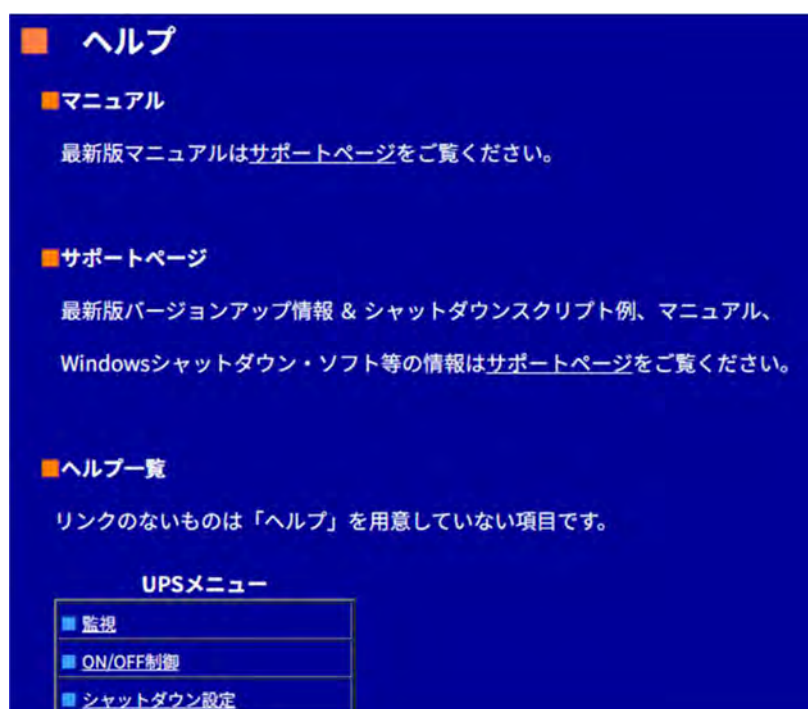 ヘルプ
マニュアル
最新版マニュアルはサポートページをご覧ください。
サポートページ
最新版バージョンアップ情報 & シャットダウンスクリプト例、マニュアル、
Windowsシャットダウン・ソフト等の情報はサポートページをご覧ください。
ヘルプ一覧
リンクのないものは「ヘルプ」を用意していない項目です。
UPSメニュー
監視
ON/OFF制御
シャットダウン設定